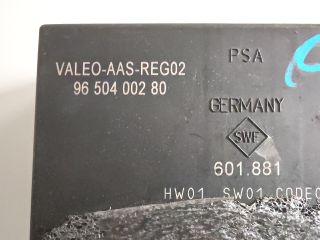 VALEO-AAS-REG02
96 504 002 80
PSA
GERMANY
SWF
601.881
HW01 SW01 CODE